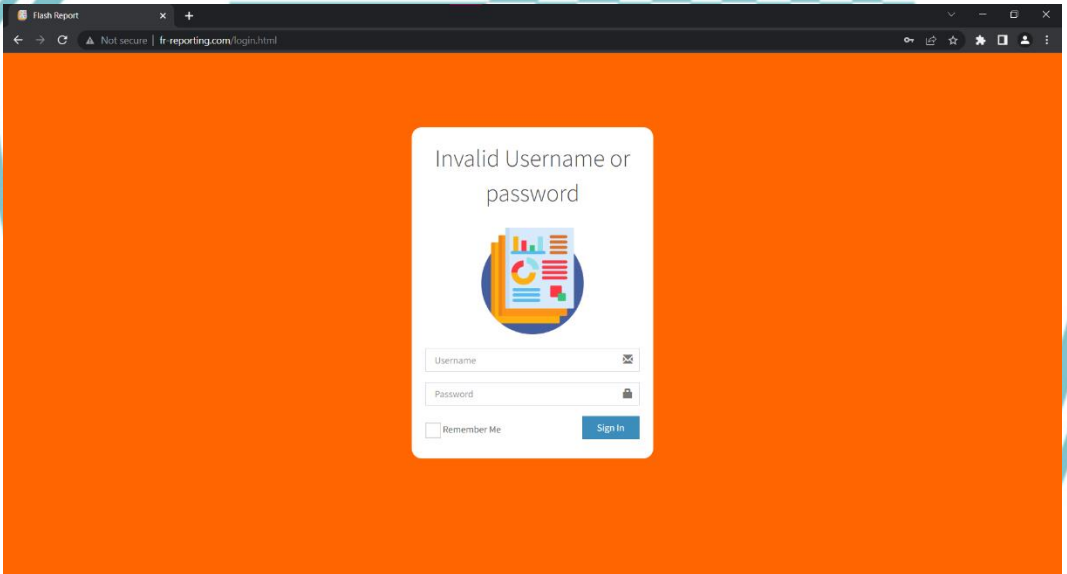 Flash Report
Not secure | fr-reporting.com/login.html
Invalid Username or
password
Username
Password
Remember Me
Sign In